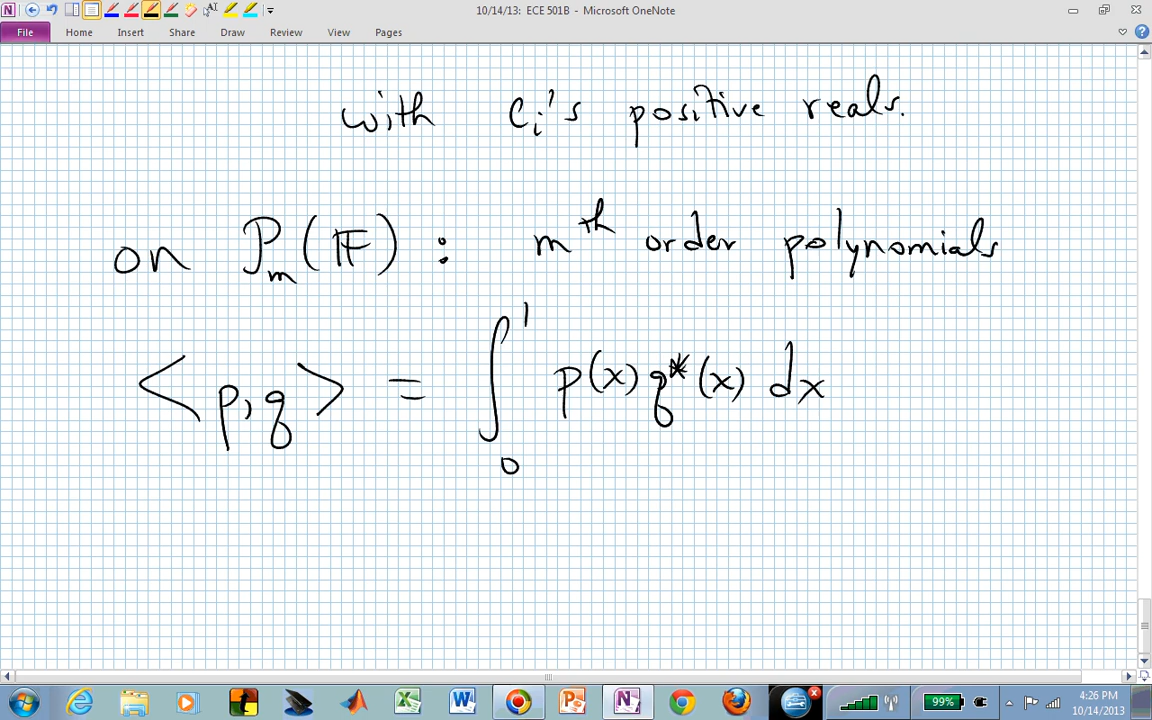 10/14/13: ECE 501B - Microsoft OneNote
File Home Insert Share Draw Review View Pages
with cᵢ's positive reals.
on P_m(𝔽) : mᵗʰ order polynomials
<p,q> = ∫₀¹ p(x) q*(x) dx
99% 4:26 PM
10/14/2013